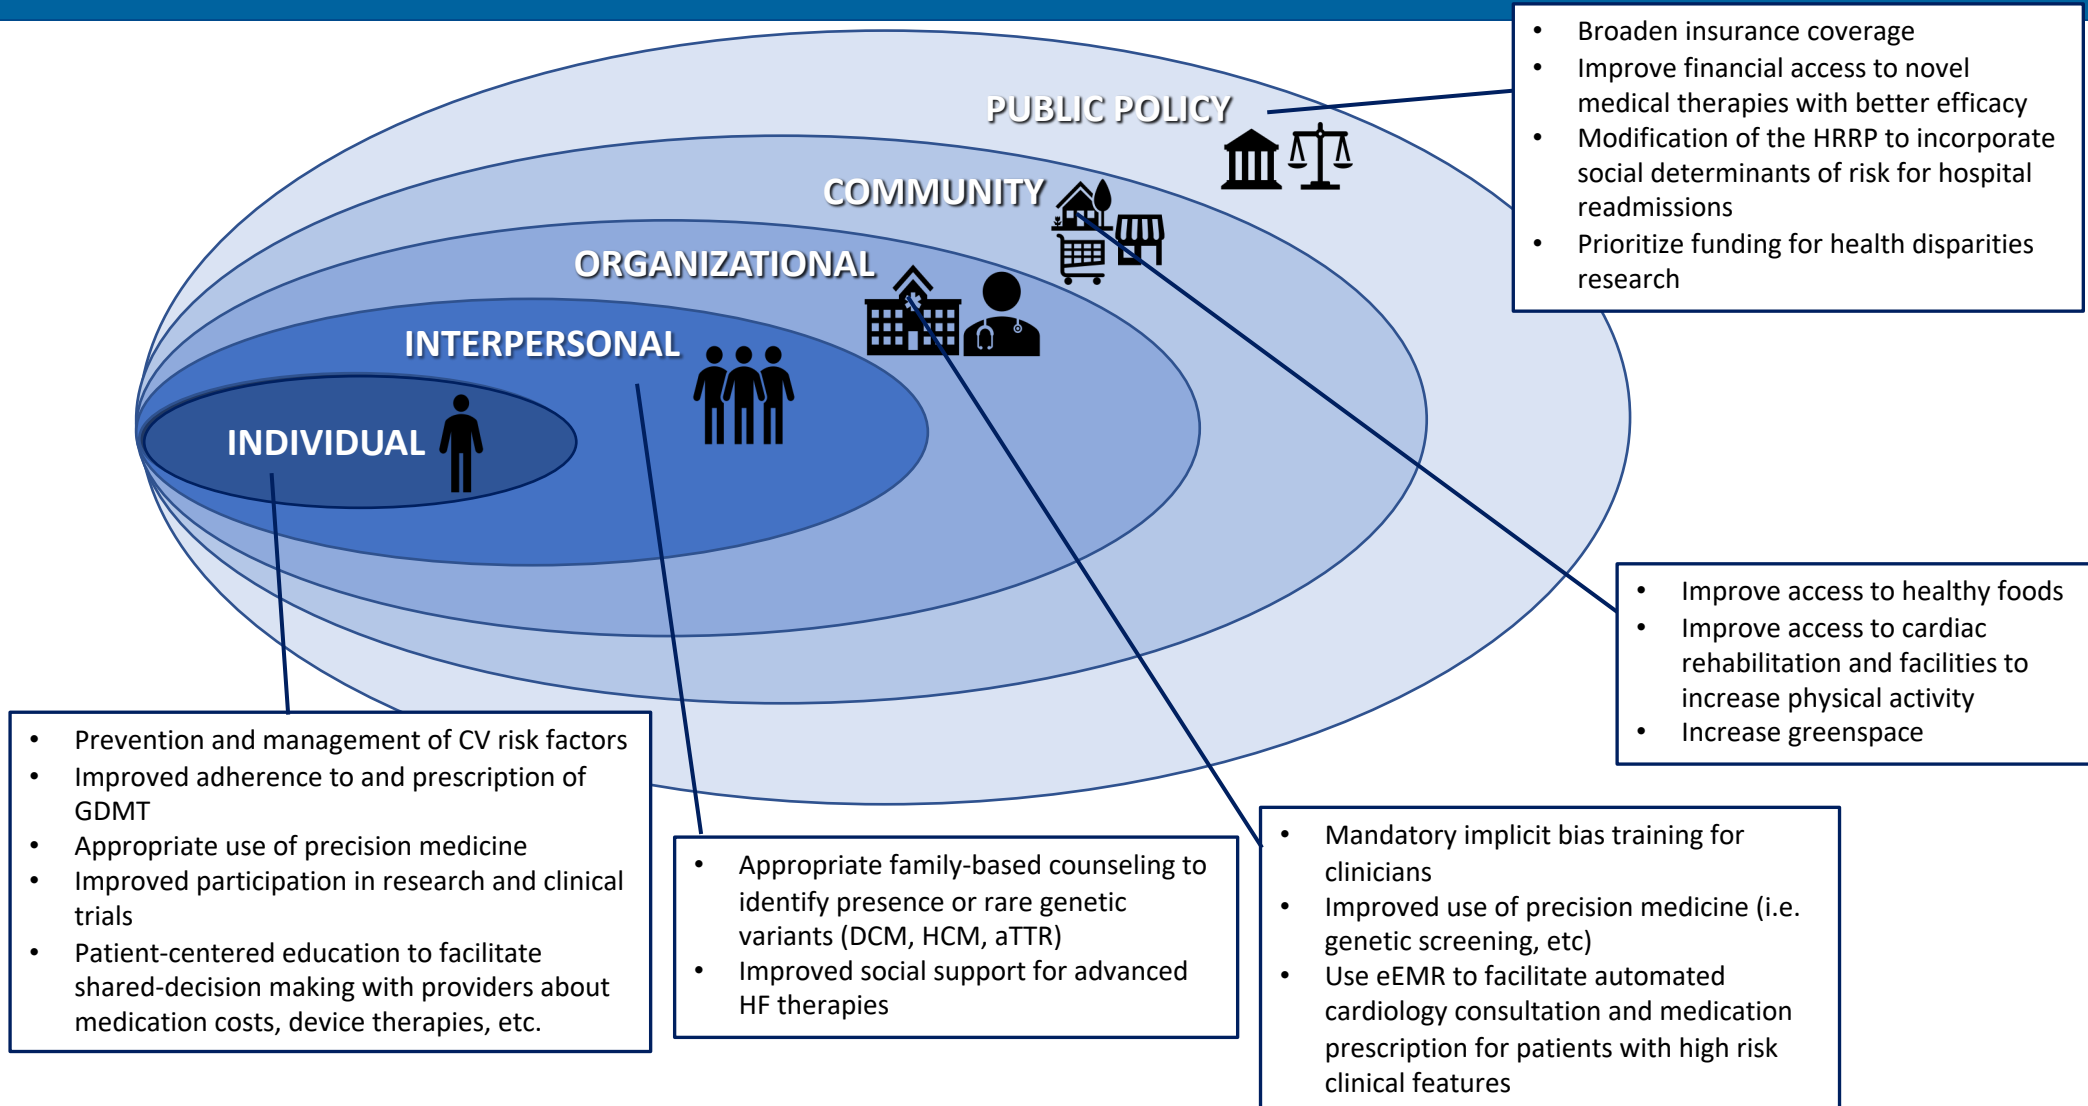 PUBLIC POLICY
COMMUNITY
ORGANIZATIONAL
INTERPERSONAL
INDIVIDUAL
• Broaden insurance coverage
• Improve financial access to novel
medical therapies with better efficacy
• Modification of the HRRP to incorporate
social determinants of risk for hospital
readmissions
• Prioritize funding for health disparities
research
• Improve access to healthy foods
• Improve access to cardiac
rehabilitation and facilities to
increase physical activity
• Increase greenspace
• Prevention and management of CV risk factors
• Improved adherence to and prescription of
GDMT
• Appropriate use of precision medicine
• Improved participation in research and clinical
trials
• Patient-centered education to facilitate
shared-decision making with providers about
medication costs, device therapies, etc.
• Appropriate family-based counseling to
identify presence or rare genetic
variants (DCM, HCM, aTTR)
• Improved social support for advanced
HF therapies
• Mandatory implicit bias training for
clinicians
• Improved use of precision medicine (i.e.
genetic screening, etc)
• Use eEMR to facilitate automated
cardiology consultation and medication
prescription for patients with high risk
clinical features